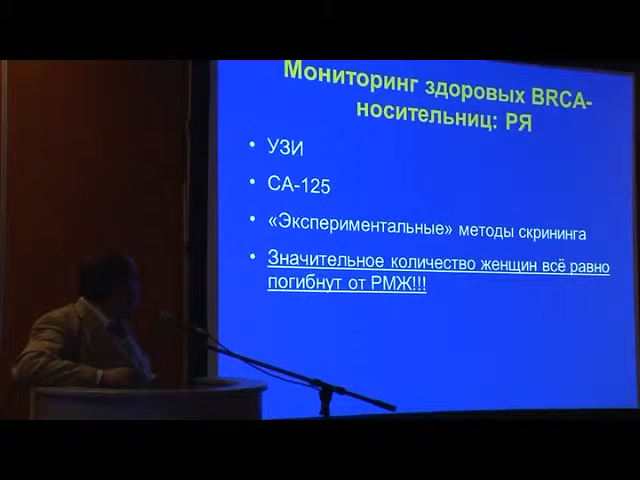 Мониторинг здоровых BRCA-
носительниц: РЯ
• УЗИ
• СА-125
• «Экспериментальные» методы скрининга
• Значительное количество женщин всё равно
погибнут от РМЖ!!!